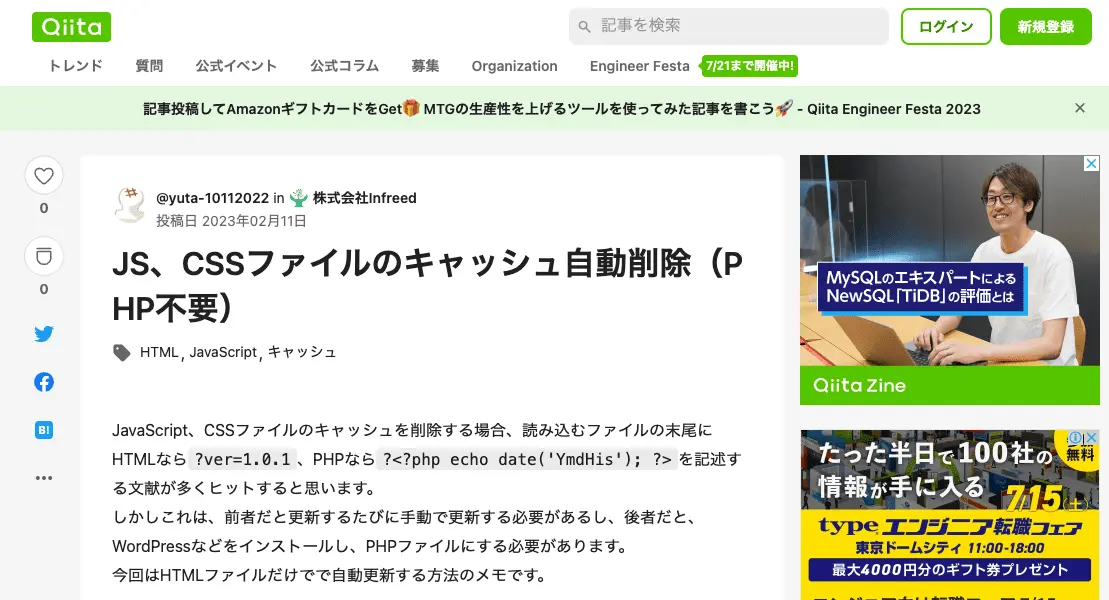 Qiita
記事を検索
ログイン
新規登録
トレンド
質問
公式イベント
公式コラム
募集
Organization
Engineer Festa
7/21まで開催中!
記事投稿してAmazonギフトカードをGet🎁 MTGの生産性を上げるツールを使ってみた記事を書こう🚀 - Qiita Engineer Festa 2023
0
0
B!
@yuta-10112022 in 株式会社Infreed
投稿日 2023年02月11日
JS、CSSファイルのキャッシュ自動削除（P
HP不要）
HTML, JavaScript, キャッシュ
JavaScript、CSSファイルのキャッシュを削除する場合、読み込むファイルの末尾に
HTMLなら ?ver=1.0.1 、PHPなら ?<?php echo date('YmdHis'); ?> を記述す
る文献が多くヒットすると思います。
しかしこれは、前者だと更新するたびに手動で更新する必要があるし、後者だと、
WordPressなどをインストールし、PHPファイルにする必要があります。
今回はHTMLファイルだけでで自動更新する方法のメモです。
MySQLのエキスパートによる
NewSQL「TiDB」の評価とは
Qiita Zine
たった半日で100社の
情報が手に入る
無料
7.15(土)
type エンジニア転職フェア
東京ドームシティ 11:00-18:00
最大4000円分のギフト券プレゼント